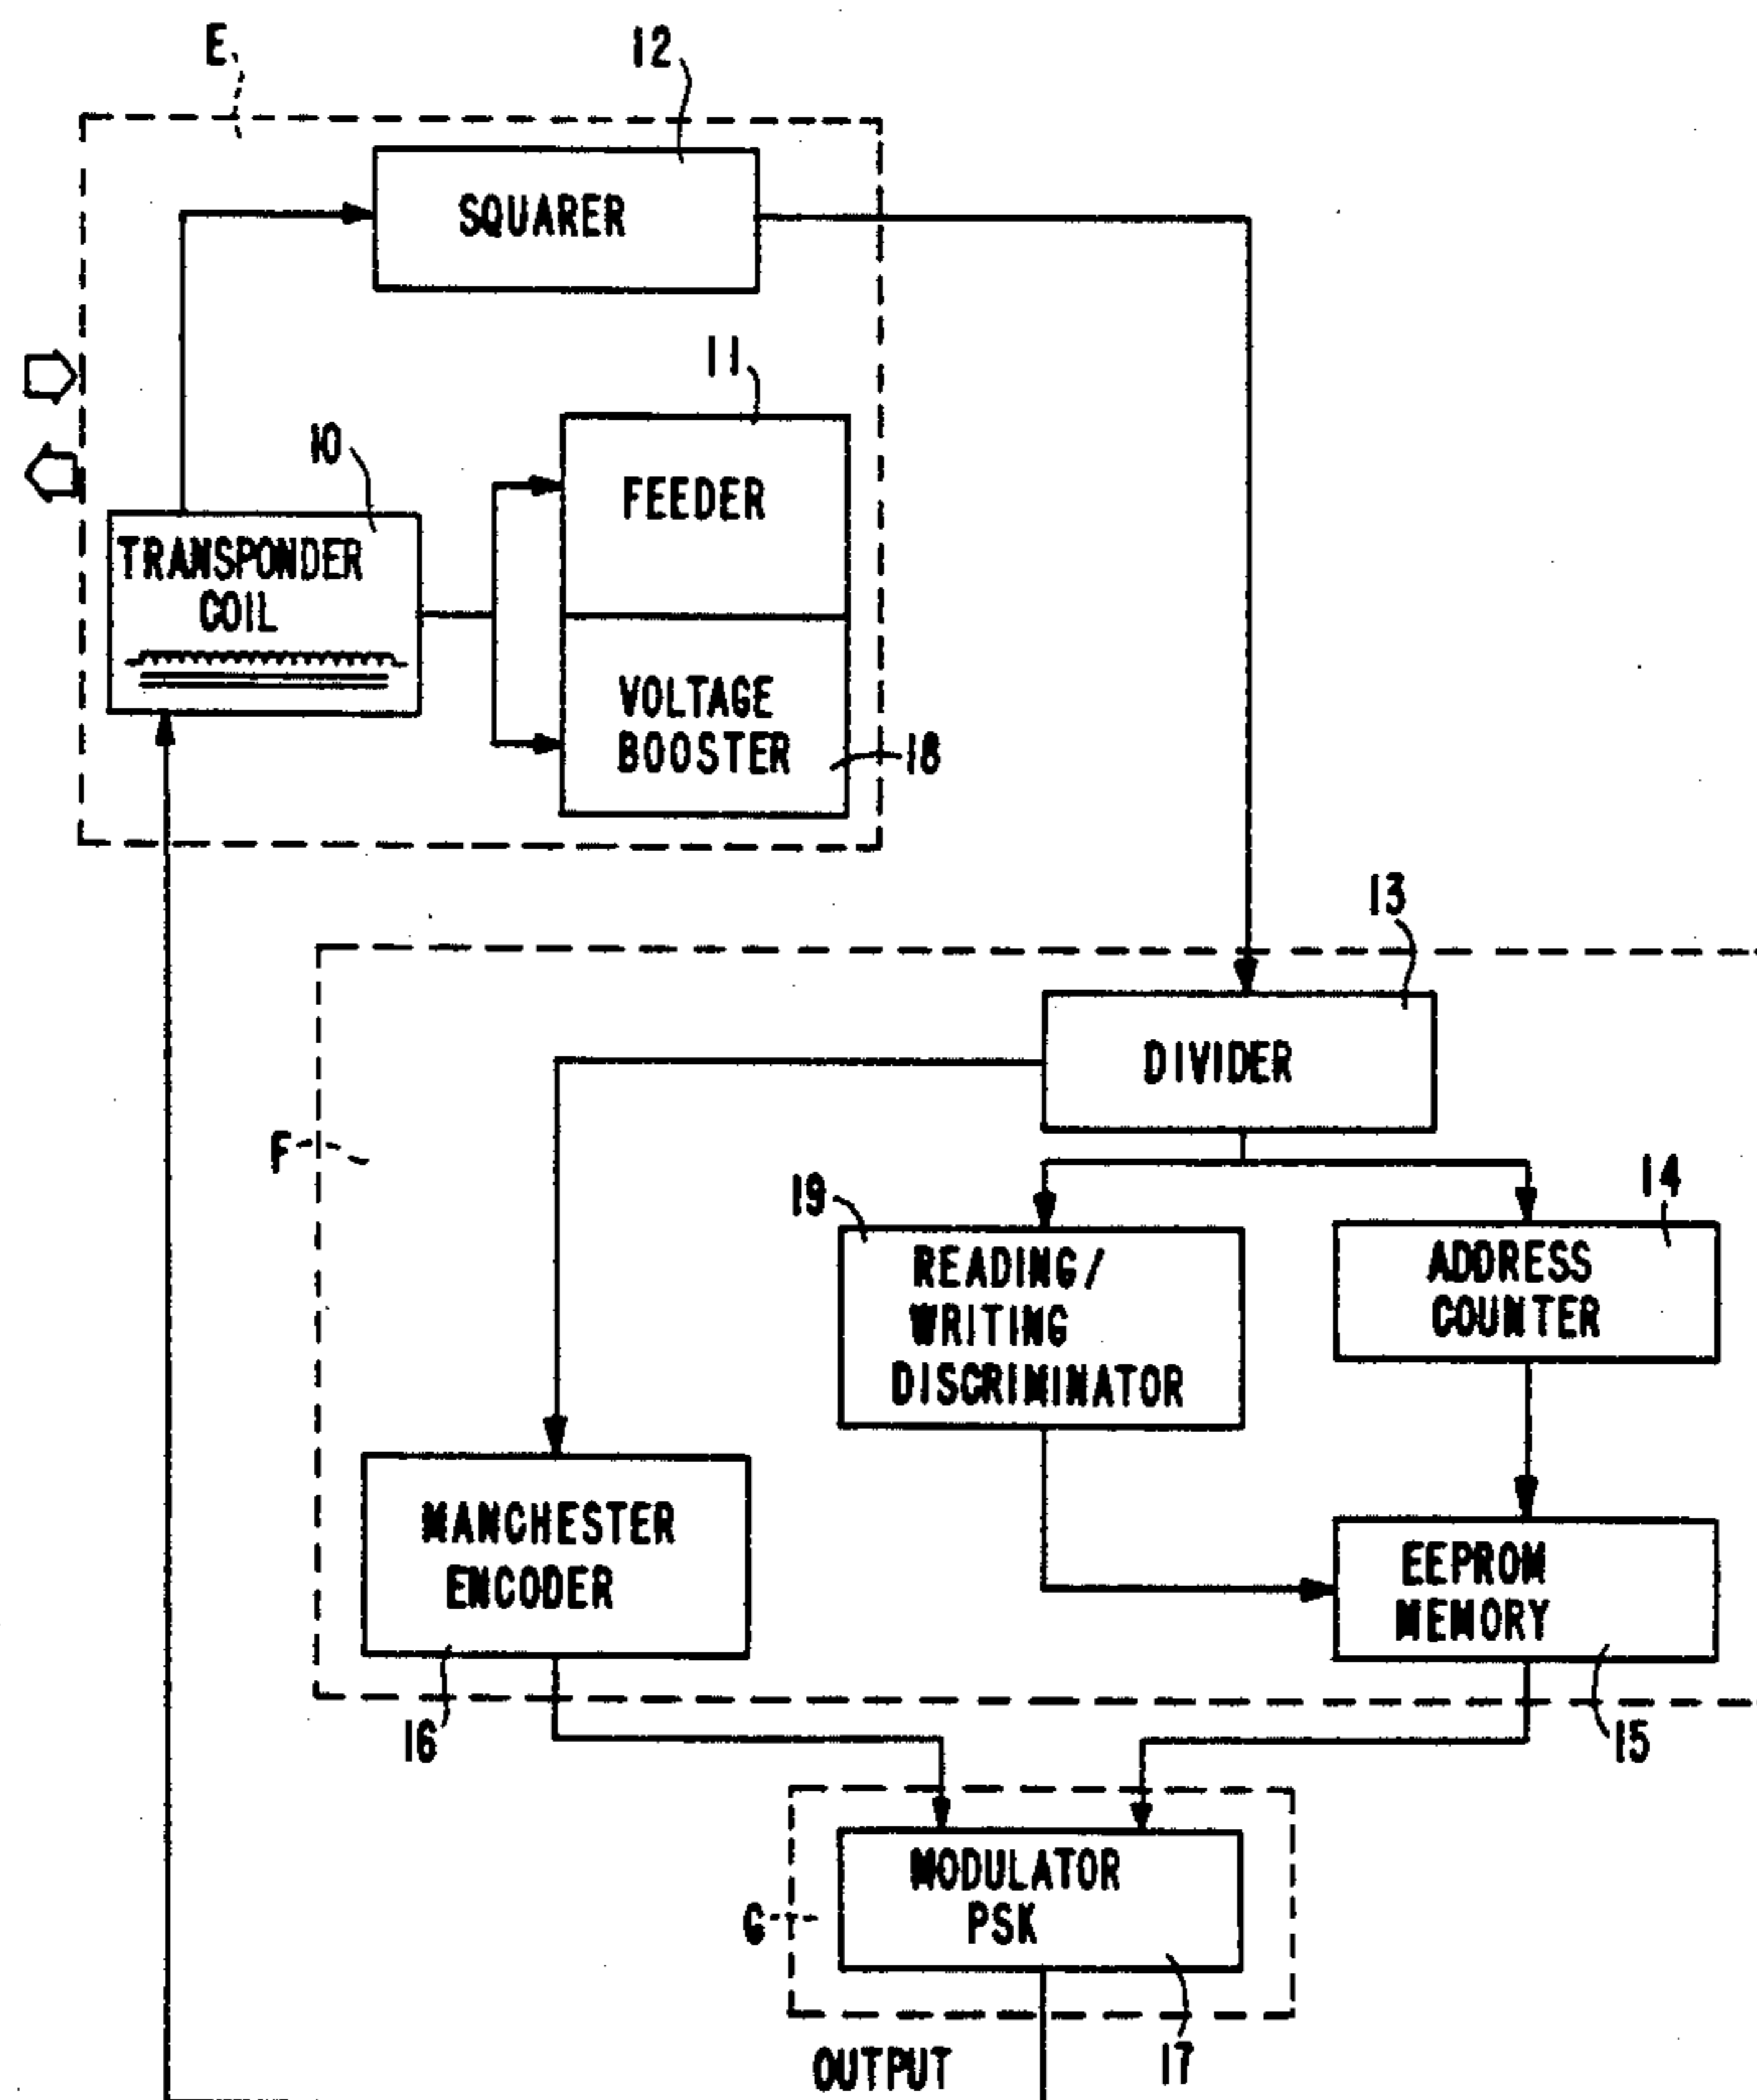 E
12
SQUARER
11
10
FEEDER
TRANSPONDER
COIL
VOLTAGE
BOOSTER
18
13
DIVIDER
F
19
14
READING/
WRITING
DISCRIMINATOR
ADDRESS
COUNTER
MANCHESTER
ENCODER
EEPROM
MEMORY
16
15
MODULATOR
PSK
G
17
OUTPUT